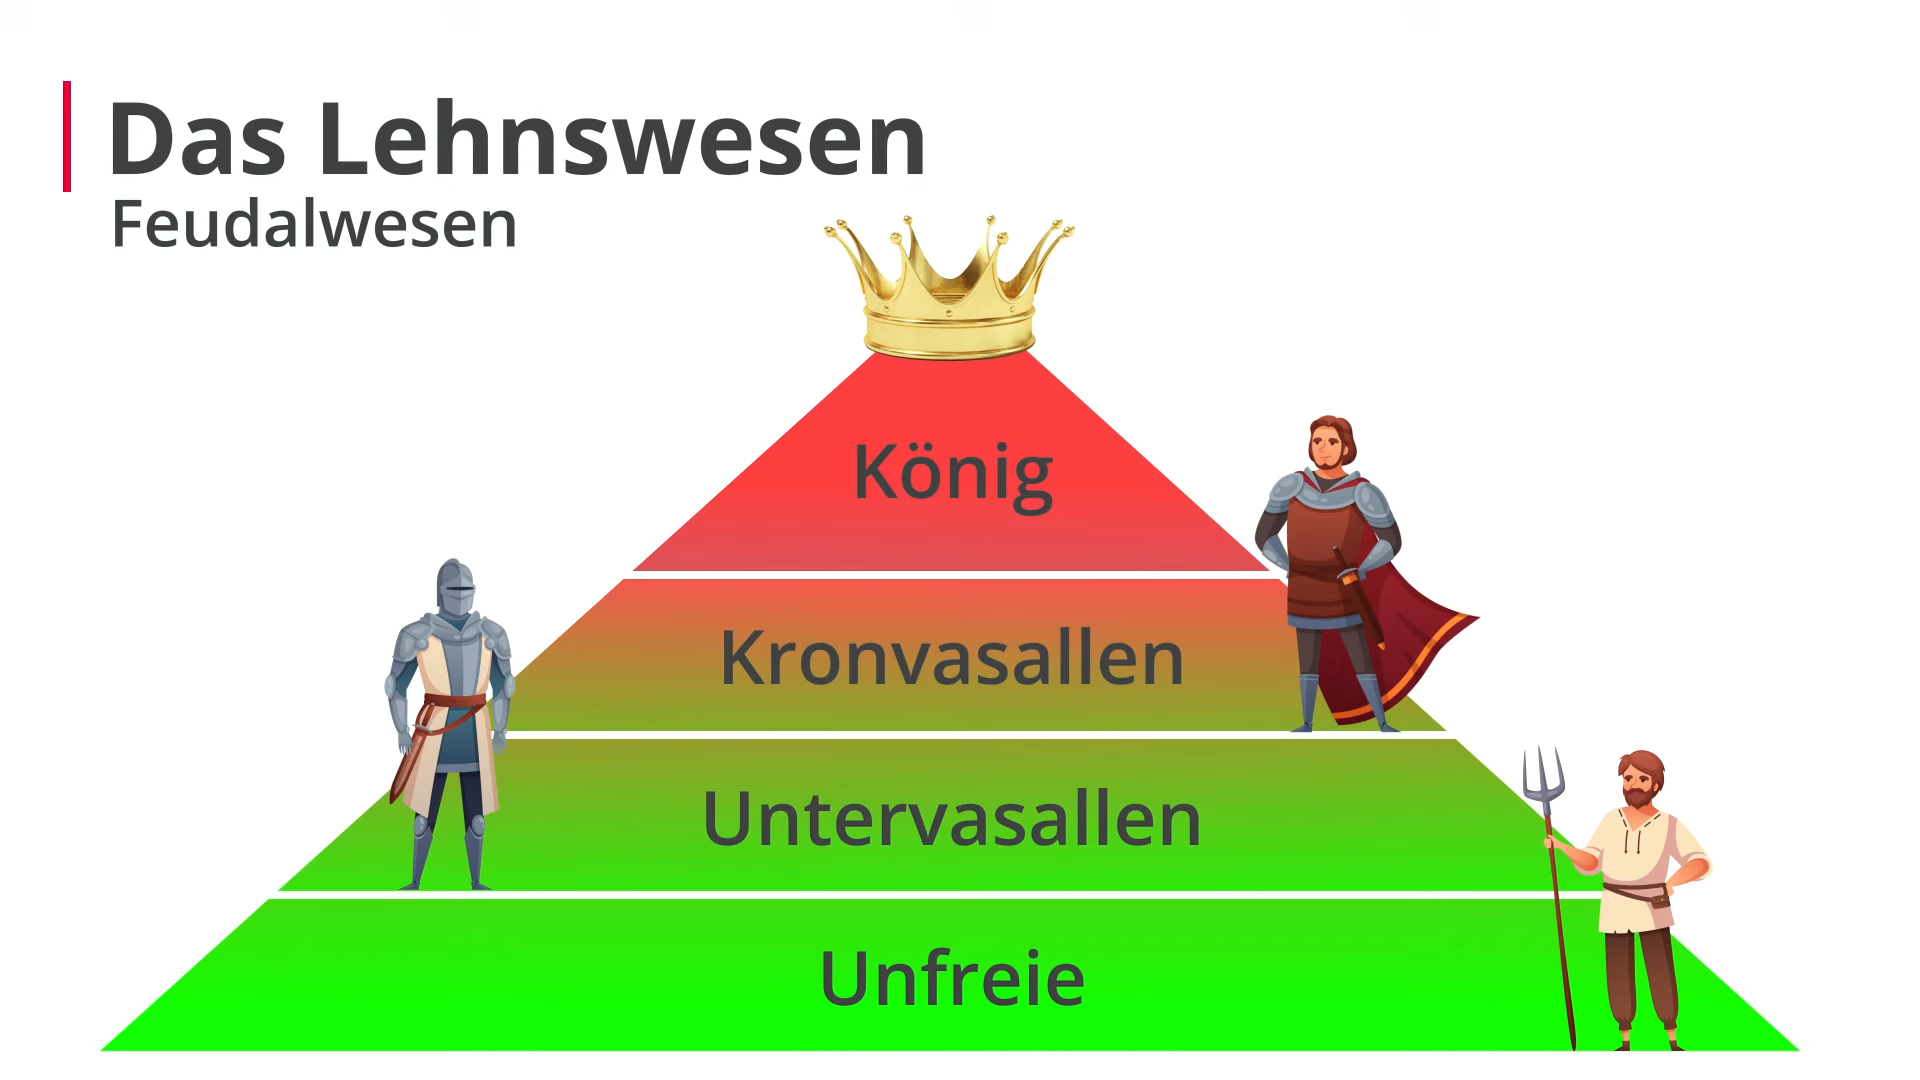 Das Lehnswesen
Feudalwesen
König
Kronvasallen
Untervasallen
Unfreie